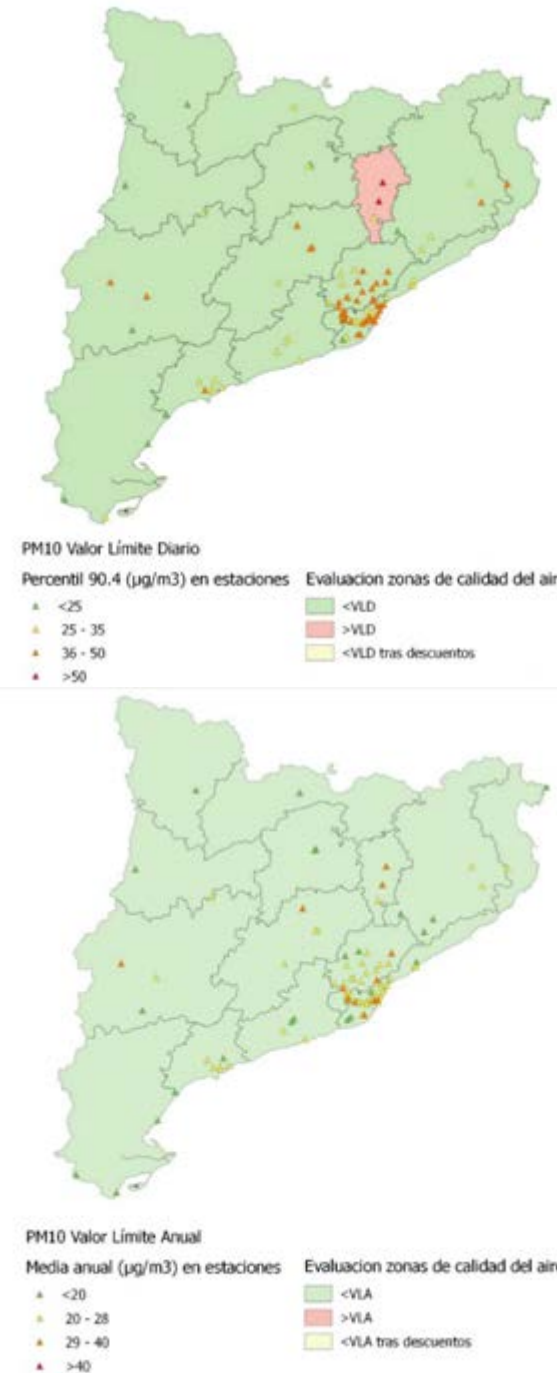 PM10 Valor Límite Diario
Percentil 90.4 (µg/m3) en estaciones
<25
25 - 35
36 - 50
>50
Evaluacion zonas de calidad del aire
<VLD
>VLD
<VLD tras descuentos
PM10 Valor Límite Anual
Media anual (µg/m3) en estaciones
<20
20 - 28
29 - 40
>40
Evaluacion zonas de calidad del aire
<VLA
>VLA
<VLA tras descuentos